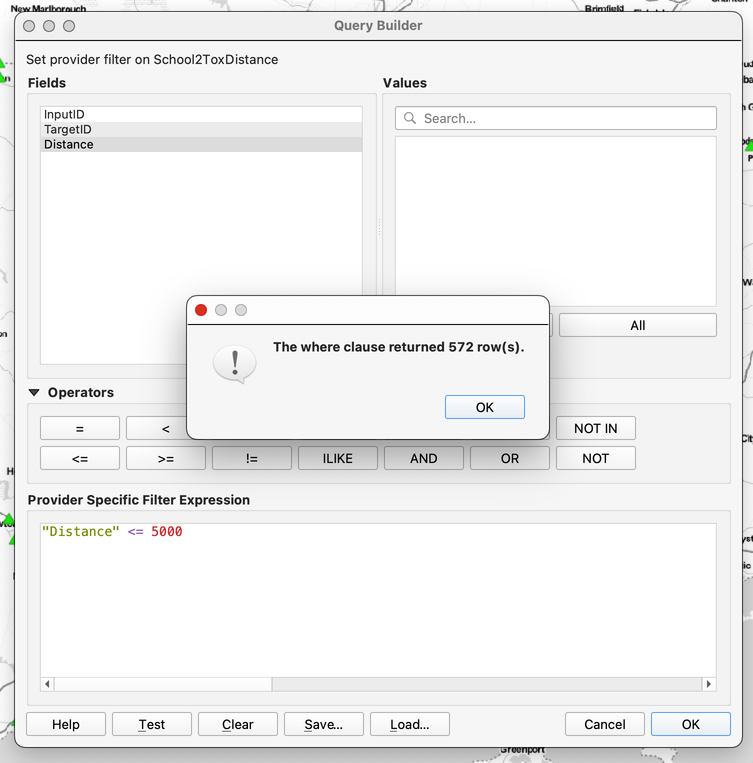 New Marlborough
Brimfield
Charlton
Query Builder
Set provider filter on School2ToxDistance
Fields
Values
InputID
TargetID
Distance
Search...
All
The where clause returned 572 row(s).
OK
Operators
=
<
NOT IN
<=
>=
!=
ILIKE
AND
OR
NOT
Provider Specific Filter Expression
"Distance" <= 5000
Help
Test
Clear
Save...
Load...
Cancel
OK
Greenport